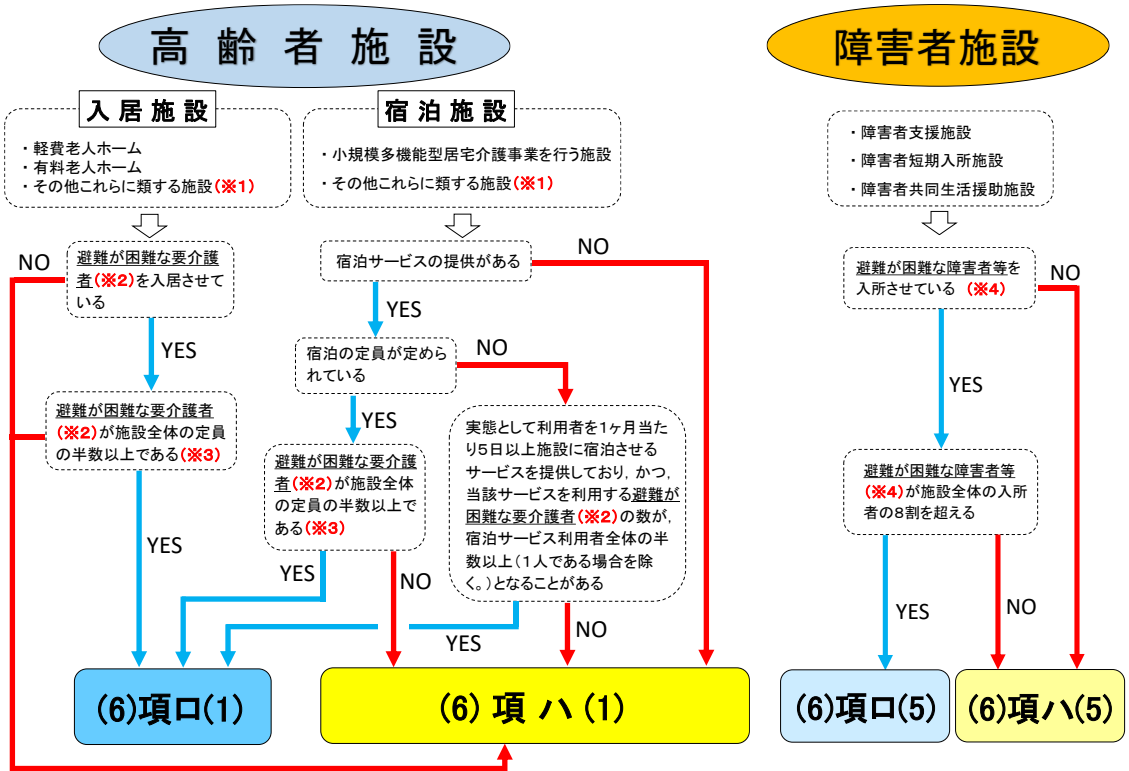 高齢者施設
障害者施設
入居施設
・軽費老人ホーム
・有料老人ホーム
・その他これらに類する施設(※1)
宿泊施設
・小規模多機能型居宅介護事業を行う施設
・その他これらに類する施設(※1)
・障害者支援施設
・障害者短期入所施設
・障害者共同生活援助施設
NO
避難が困難な要介護
者(※2)を入居させて
いる
YES
避難が困難な要介護者
(※2)が施設全体の定員
の半数以上である(※3)
YES
宿泊サービスの提供がある
NO
YES
宿泊の定員が定めら
れている
NO
YES
避難が困難な要介護
者(※2)が施設全体
の定員の半数以上で
ある(※3)
YES
NO
実態として利用者を1ヶ月当た
り5日以上施設に宿泊させる
サービスを提供しており,かつ,
当該サービスを利用する避難が
困難な要介護者(※2)の数が,
宿泊サービス利用者全体の半
数以上(1人である場合を除
く。)となることがある
YES
NO
避難が困難な障害者等を
入所させている (※4)
NO
YES
避難が困難な障害者等
(※4)が施設全体の入所
者の8割を超える
YES
NO
(6)項ロ(1)
(6)項ハ(1)
(6)項ロ(5)
(6)項ハ(5)